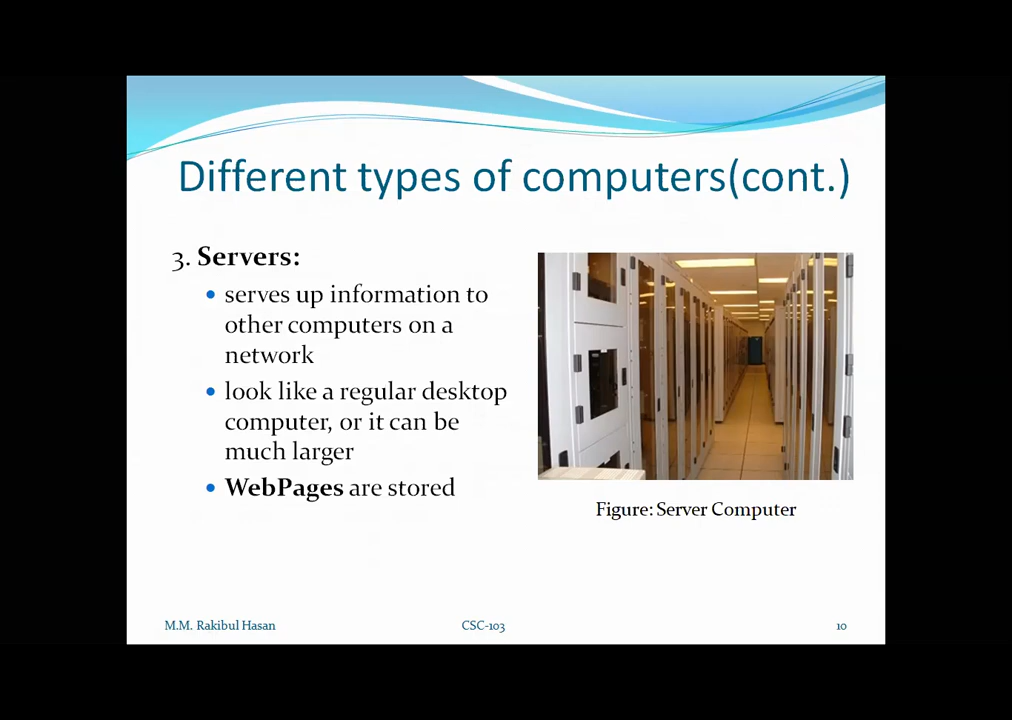 Different types of computers(cont.)
3. Servers:
• serves up information to
other computers on a
network
• look like a regular desktop
computer, or it can be
much larger
• WebPages are stored
Figure: Server Computer
M.M. Rakibul Hasan
CSC-103
10